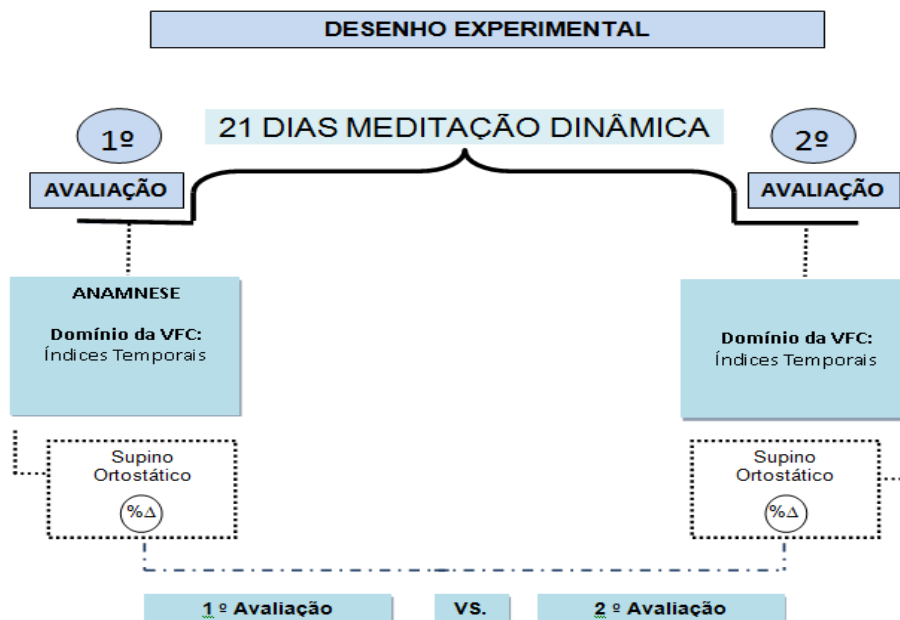 DESENHO EXPERIMENTAL
1º
21 DIAS MEDITAÇÃO DINÂMICA
2º
AVALIAÇÃO
AVALIAÇÃO
ANAMNESE
Domínio da VFC:
Índices Temporais
Domínio da VFC:
Índices Temporais
Supino
Ortostático
%Δ
Supino
Ortostático
%Δ
1 º Avaliação
VS.
2 º Avaliação